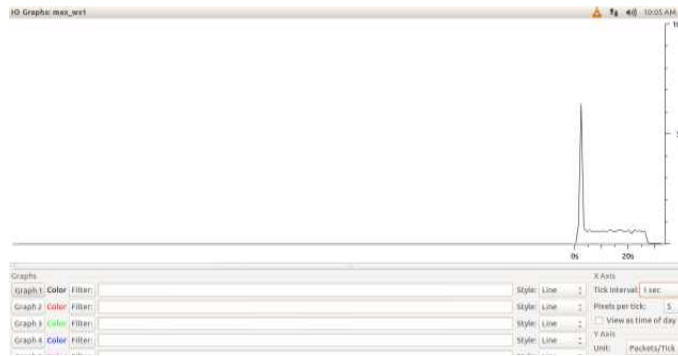 IO Graphs: max_wrt
10:05 AM
0s
20s
Graphs
X Axis
Graph 1 Color Filter: Style: Line Tick Interval: 1 sec
Graph 2 Color Filter: Style: Line Pixels per tick: 5
Graph 3 Color Filter: Style: Line View as time of day
Graph 4 Color Filter: Style: Line Y Axis
Unit: Packets/Tick